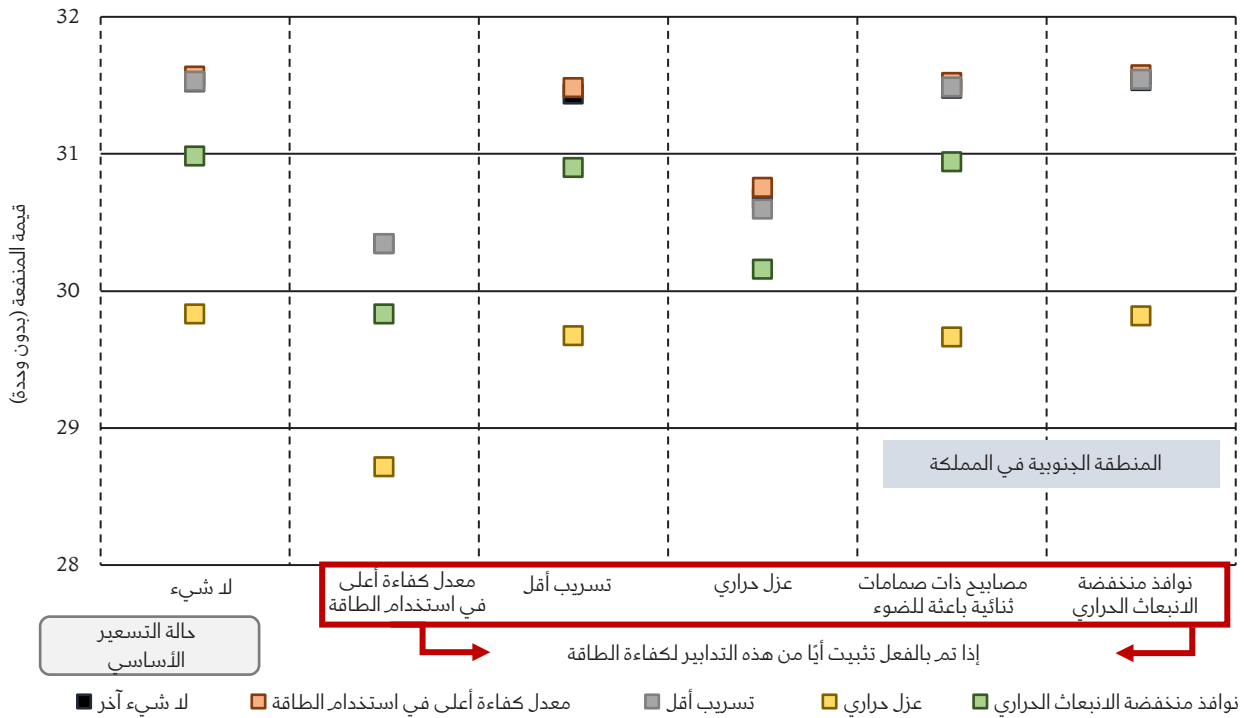 32
31
30
29
28
قيمة المنفعة (بدون وحدة)
المنطقة الجنوبية في المملكة
لا شيء
معدل كفاءة أعلى
في استخدام الطاقة
تسريب أقل
عزل حراري
مصابيح ذات صمامات
ثنائية باعثة للضوء
نوافذ منخفضة
الانبعاث الحراري
حالة التسعير
الأساسي
إذا تم بالفعل تثبيت أيًا من هذه التدابير لكفاءة الطاقة
لا شيء آخر
معدل كفاءة أعلى في استخدام الطاقة
تسريب أقل
عزل حراري
نوافذ منخفضة الانبعاث الحراري